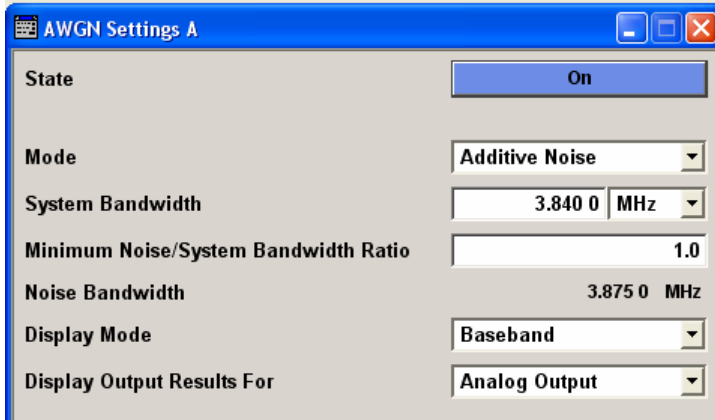 AWGN Settings A
State On
Mode Additive Noise
System Bandwidth 3.840 0 MHz
Minimum Noise/System Bandwidth Ratio 1.0
Noise Bandwidth 3.875 0 MHz
Display Mode Baseband
Display Output Results For Analog Output